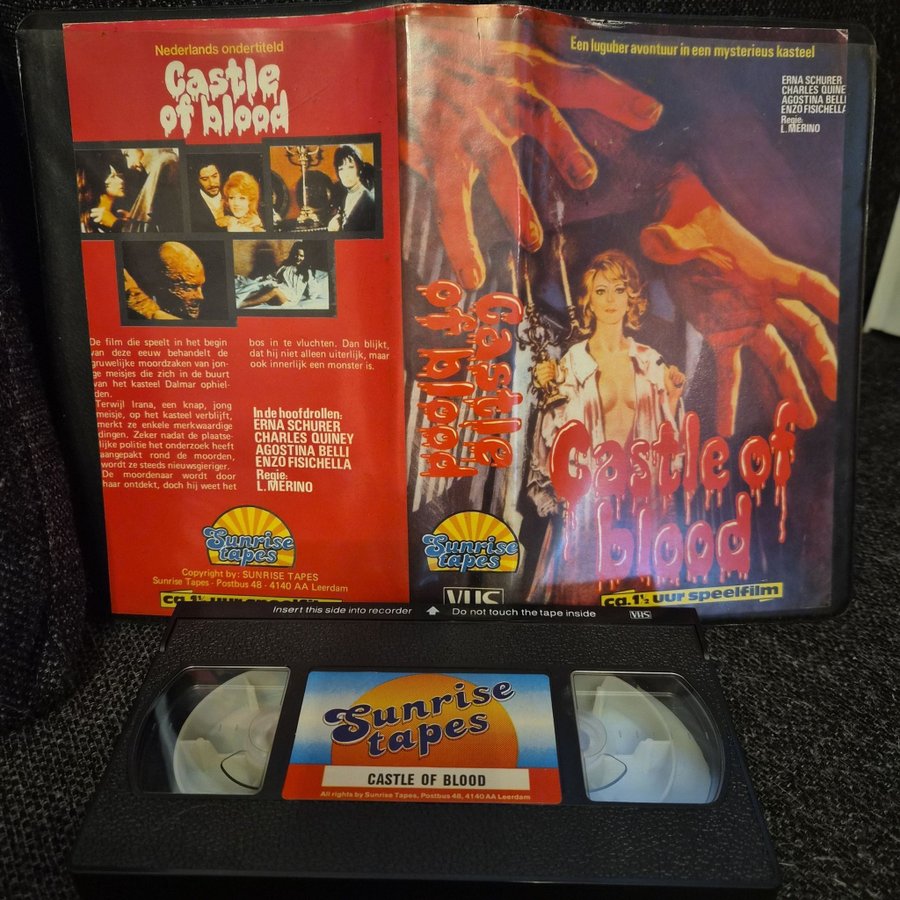 Nederlands ondertiteld
Castle
of blood
De film die speelt in het begin
van deze eeuw behandelt de
gruwelijke moordzaken van jon-
ge meisjes die zich in de buurt
van het kasteel Dalmar ophiel-
den.
Terwijl Irana, een knap, jong
meisje, op het kasteel verblijft,
merkt ze enkele merkwaardige
dingen. Zeker nadat de plaatse-
lijke politie het onderzoek heeft
aangepakt rond de moorden,
wordt ze steeds nieuwsgieriger.
De moordenaar wordt door
haar ontdekt, doch hij weet het
bos in te vluchten. Dan blijkt,
dat hij niet alleen uiterlijk, maar
ook innerlijk een monster is.
In de hoofdrollen:
ERNA SCHURER
CHARLES QUINEY
AGOSTINA BELLI
ENZO FISICHELLA
Regie:
L. MERINO
Sunrise
tapes
Copyright by: SUNRISE TAPES
Sunrise Tapes - Postbus 48 - 4140 AA Leerdam
ca. 1½ uur speelfilm
Castle
of blood
Sunrise
tapes
VHS
Een luguber avontuur in een mysterieus kasteel
ERNA SCHURER
CHARLES QUINEY
AGOSTINA BELLI
ENZO FISICHELLA
Regie:
L. MERINO
Castle of
blood
ca. 1½ uur speelfilm
Insert this side into recorder Do not touch the tape inside VHS
Sunrise
tapes
CASTLE OF BLOOD
All rights by Sunrise Tapes, Postbus 48, 4140 AA Leerdam